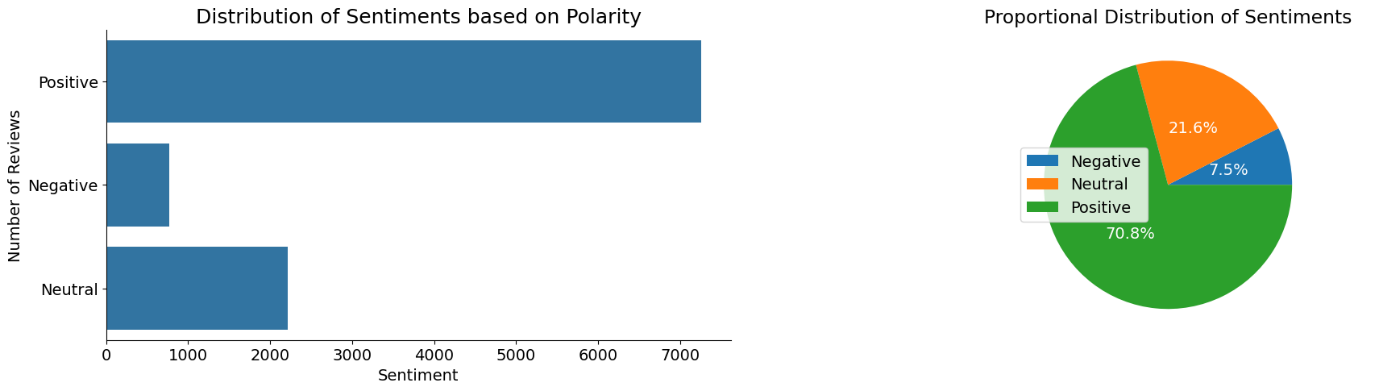 Distribution of Sentiments based on Polarity
Number of Reviews
Positive
Negative
Neutral
0 1000 2000 3000 4000 5000 6000 7000
Sentiment
Proportional Distribution of Sentiments
21.6%
7.5%
Negative
Neutral
Positive
70.8%